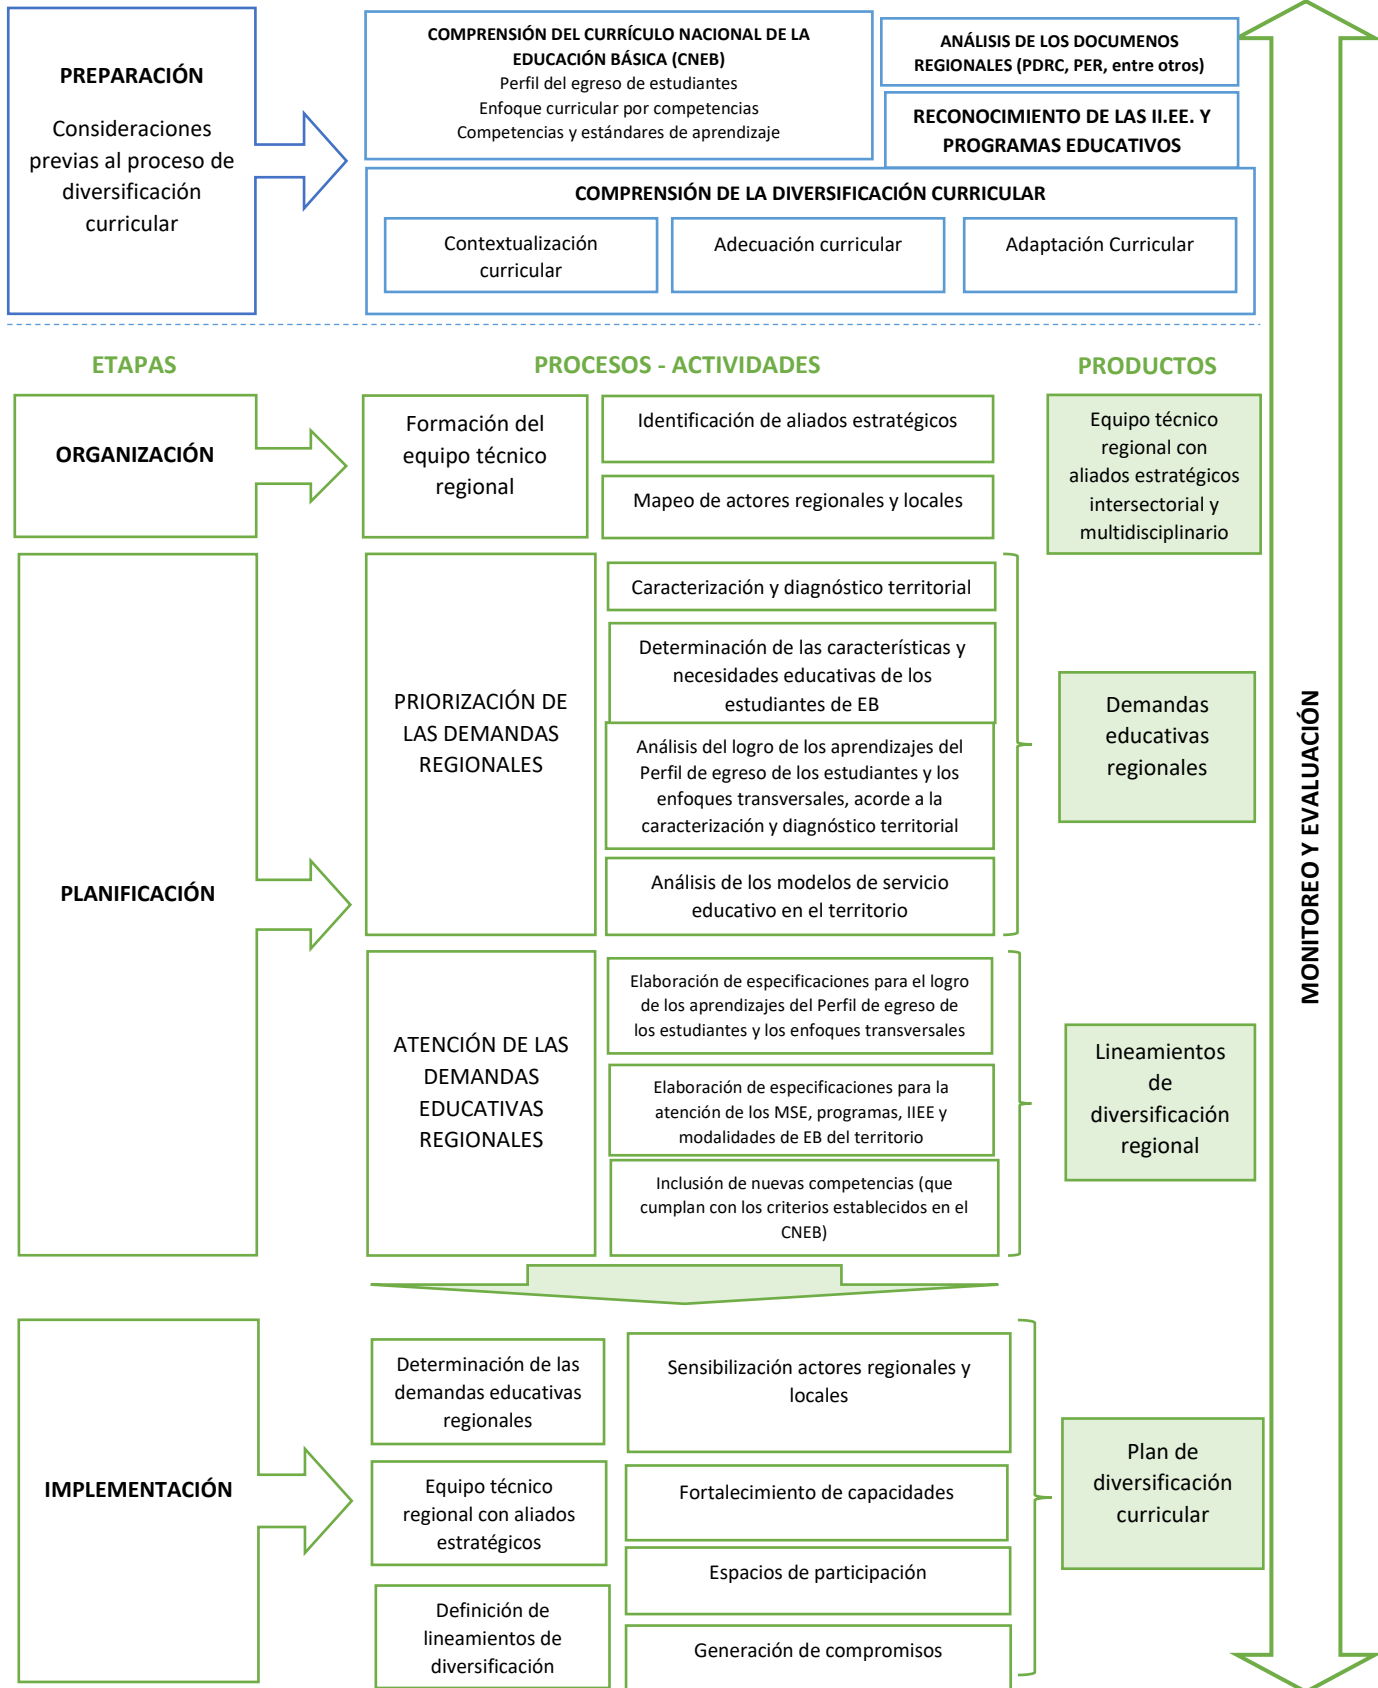 PREPARACIÓN
Consideraciones
previas al proceso de
diversificación
curricular
COMPRENSIÓN DEL CURRÍCULO NACIONAL DE LA
EDUCACIÓN BÁSICA (CNEB)
Perfil del egreso de estudiantes
Enfoque curricular por competencias
Competencias y estándares de aprendizaje
ANÁLISIS DE LOS DOCUMENOS
REGIONALES (PDRC, PER, entre otros)
RECONOCIMIENTO DE LAS II.EE. Y
PROGRAMAS EDUCATIVOS
COMPRENSIÓN DE LA DIVERSIFICACIÓN CURRICULAR
Contextualización
curricular
Adecuación curricular
Adaptación Curricular
ETAPAS
PROCESOS - ACTIVIDADES
PRODUCTOS
ORGANIZACIÓN
Formación del
equipo técnico
regional
Identificación de aliados estratégicos
Mapeo de actores regionales y locales
Equipo técnico
regional con
aliados estratégicos
intersectorial y
multidisciplinario
PLANIFICACIÓN
PRIORIZACIÓN DE
LAS DEMANDAS
REGIONALES
Caracterización y diagnóstico territorial
Determinación de las características y
necesidades educativas de los
estudiantes de EB
Análisis del logro de los aprendizajes del
Perfil de egreso de los estudiantes y los
enfoques transversales, acorde a la
caracterización y diagnóstico territorial
Análisis de los modelos de servicio
educativo en el territorio
Demandas
educativas
regionales
ATENCIÓN DE LAS
DEMANDAS
EDUCATIVAS
REGIONALES
Elaboración de especificaciones para el logro
de los aprendizajes del Perfil de egreso de
los estudiantes y los enfoques transversales
Elaboración de especificaciones para la
atención de los MSE, programas, IIEE y
modalidades de EB del territorio
Inclusión de nuevas competencias (que
cumplan con los criterios establecidos en el
CNEB)
Lineamientos
de
diversificación
regional
IMPLEMENTACIÓN
Determinación de las
demandas educativas
regionales
Equipo técnico
regional con aliados
estratégicos
Definición de
lineamientos de
diversificación
Sensibilización actores regionales y
locales
Fortalecimiento de capacidades
Espacios de participación
Generación de compromisos
Plan de
diversificación
curricular
MONITOREO Y EVALUACIÓN